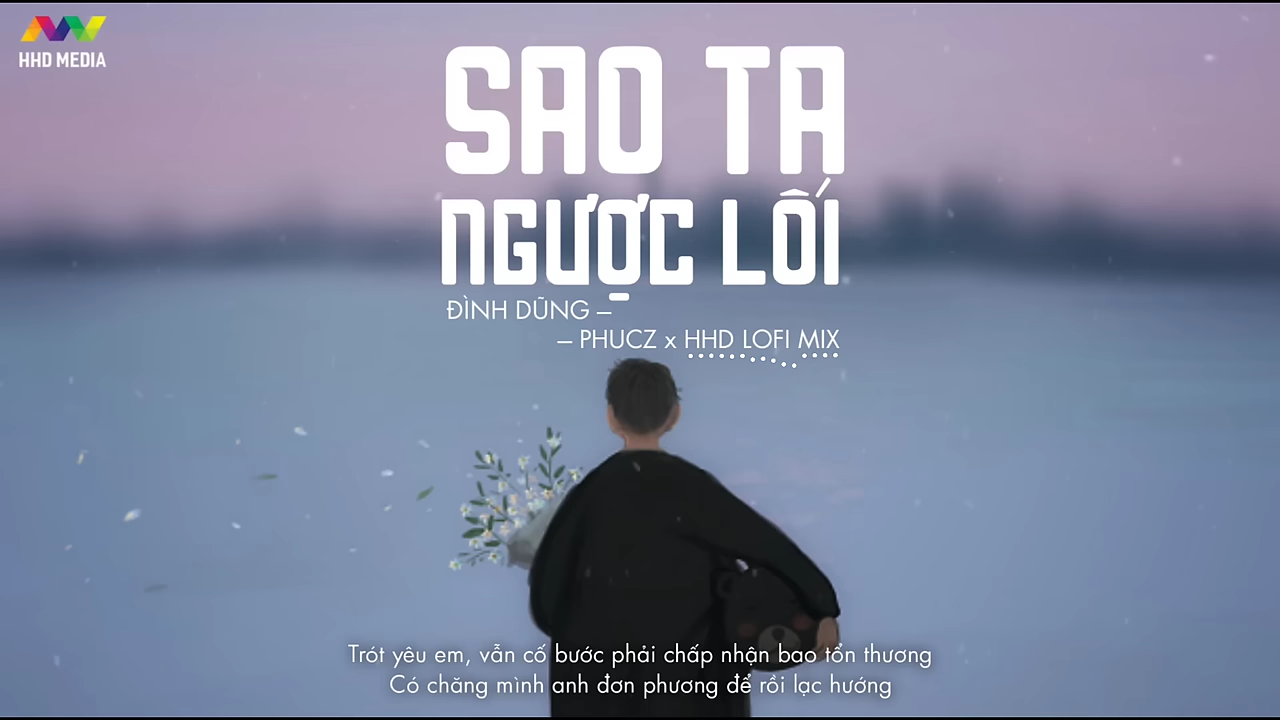 HHD MEDIA
SAO TA
NGƯỢC LỐI
ĐÌNH DŨNG –
– PHUCZ x HHD LOFI MIX
Trót yêu em, vẫn cố bước phải chấp nhận bao tổn thương
Có chăng mình anh đơn phương để rồi lạc hướng